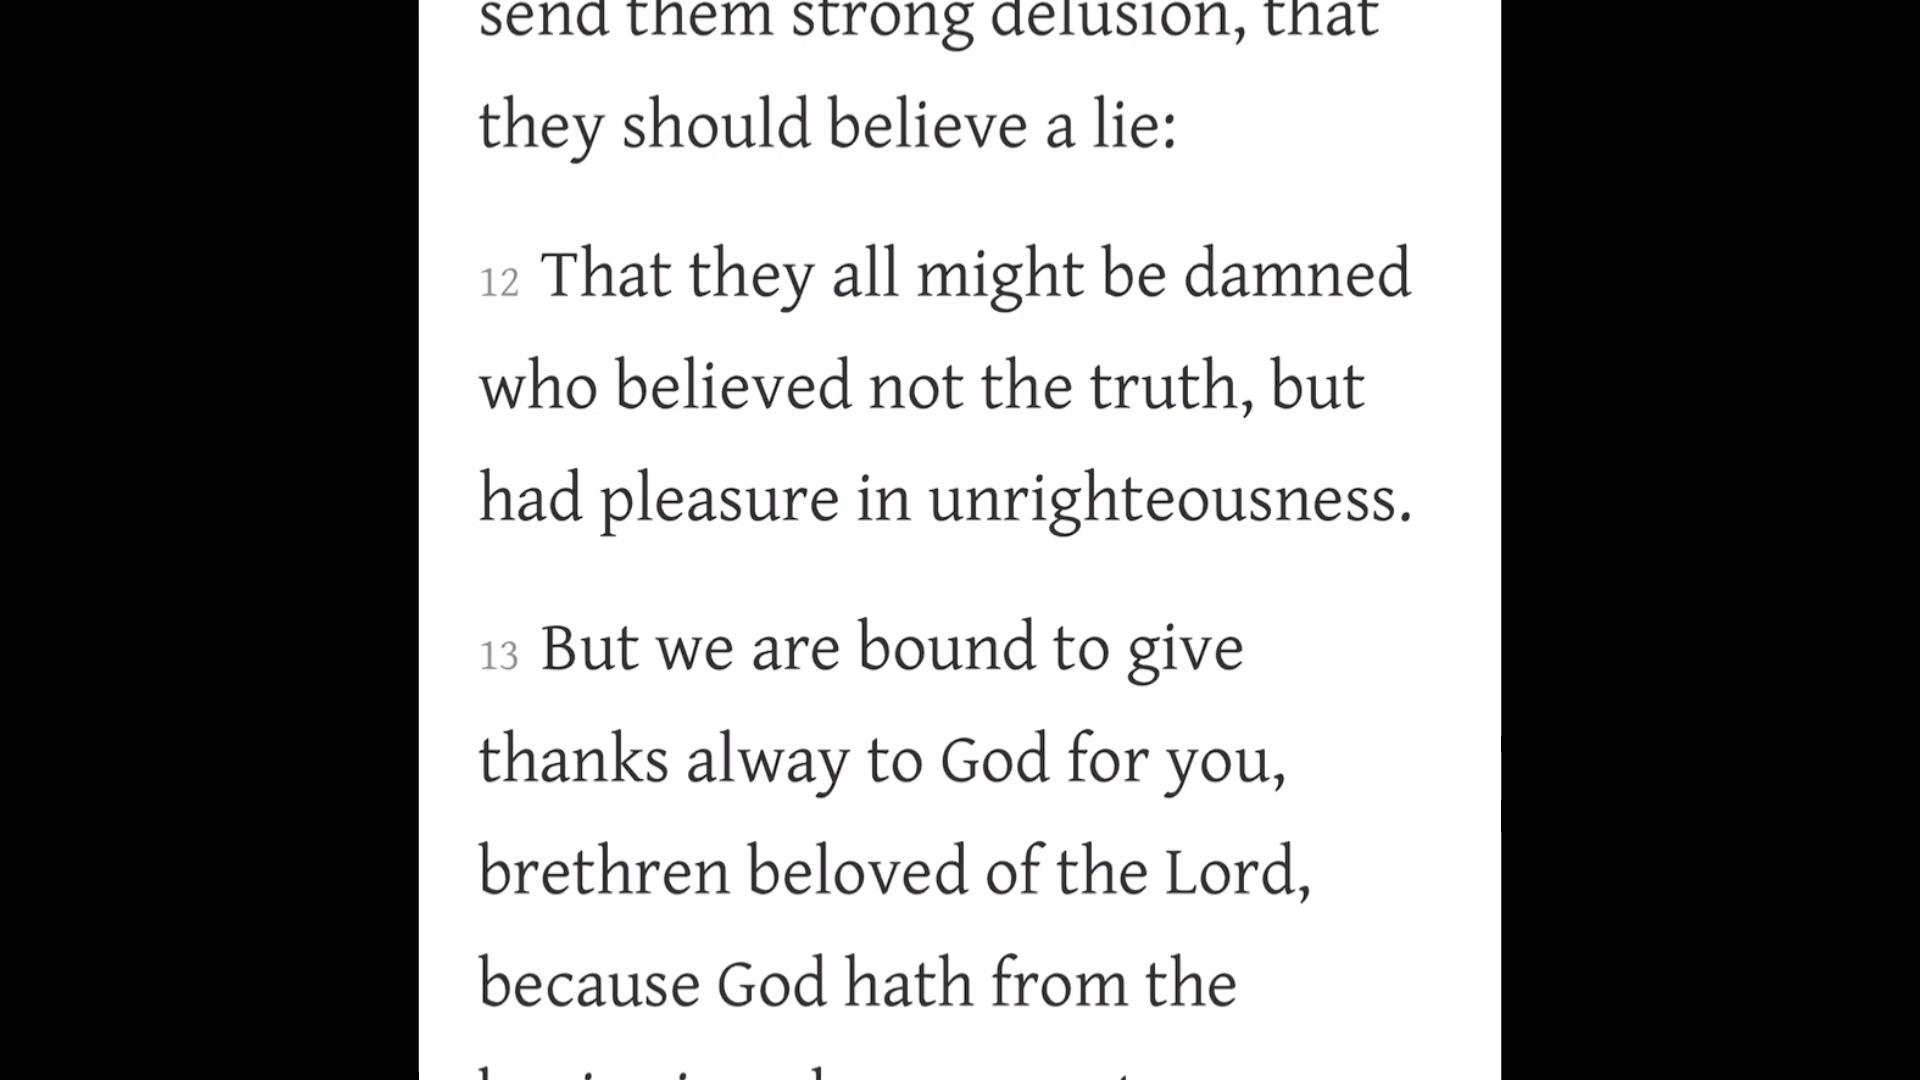 send them strong delusion, that
they should believe a lie:
12 That they all might be damned
who believed not the truth, but
had pleasure in unrighteousness.
13 But we are bound to give
thanks alway to God for you,
brethren beloved of the Lord,
because God hath from the